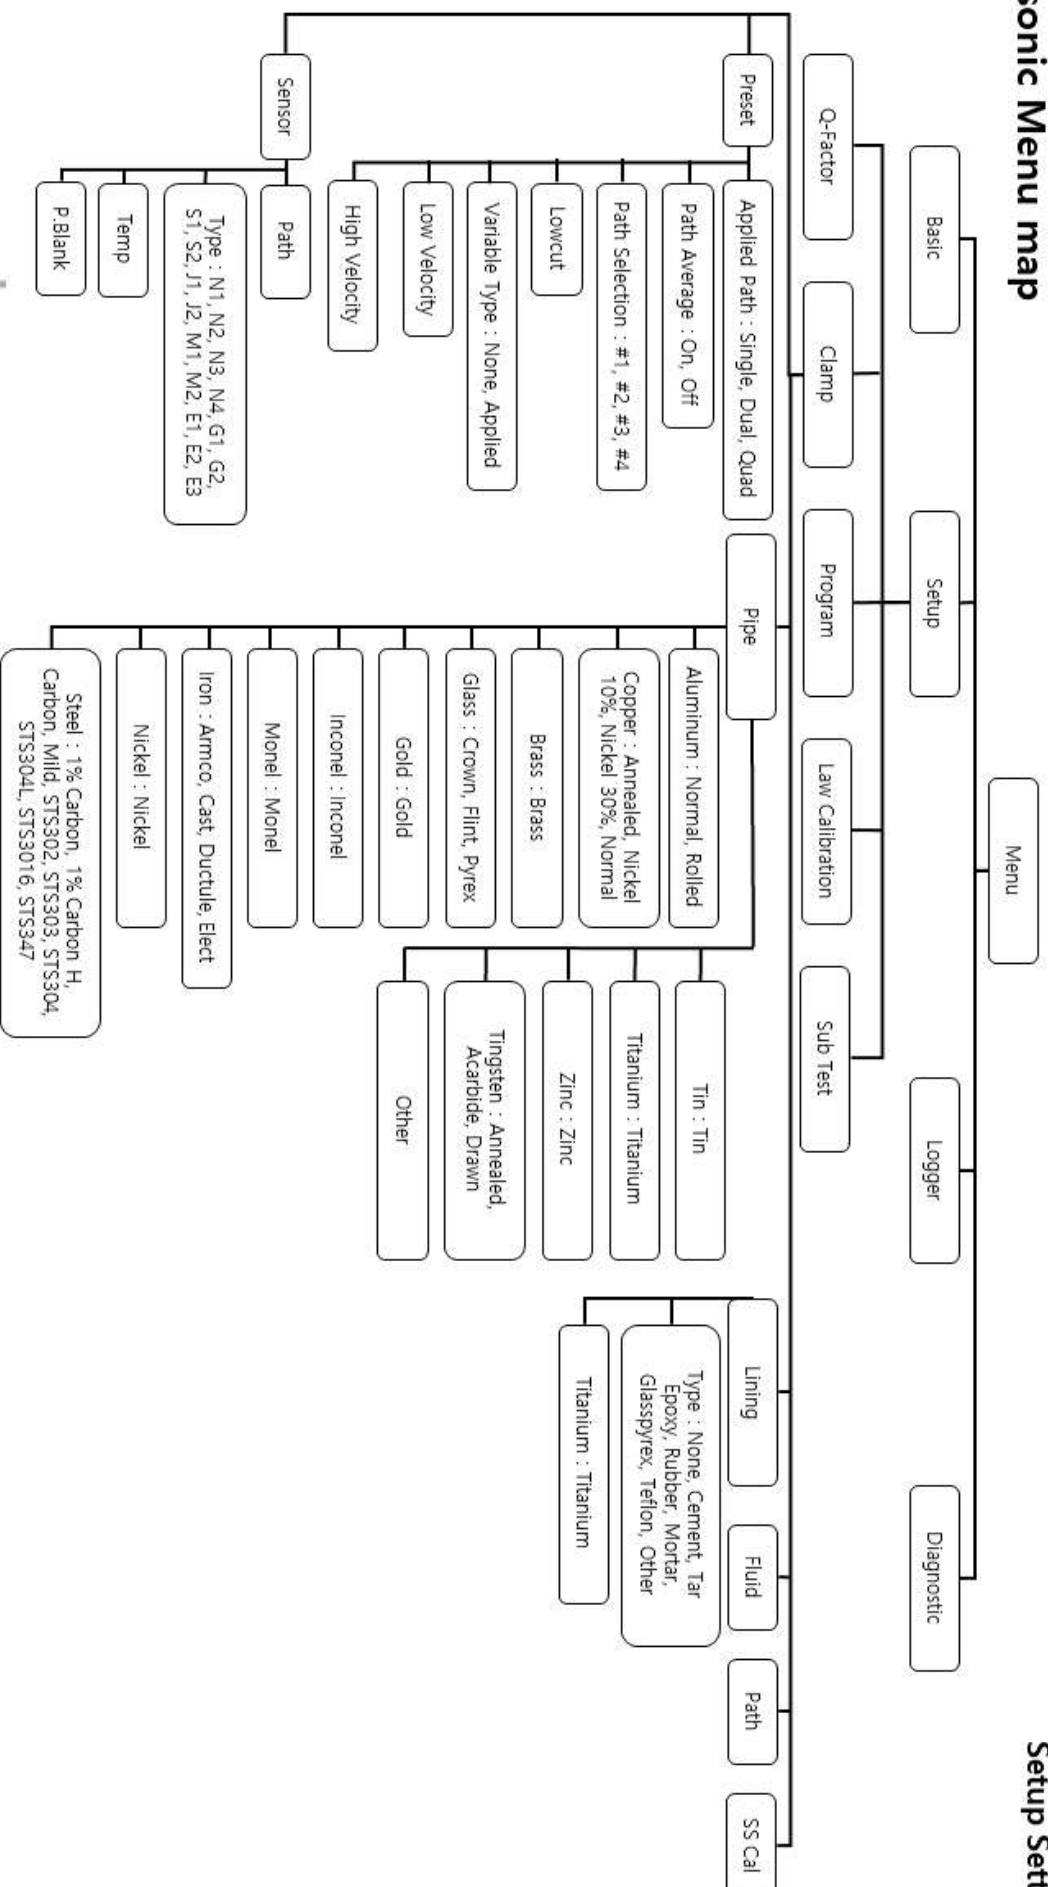 sonic Menu map
Setup Sett
Menu
Basic
Setup
Logger
Diagnostic
Q-Factor
Clamp
Program
Law Calibration
Sub Test
Preset
Applied Path : Single, Dual, Quad
Path Average : On, Off
Path Selection : #1, #2, #3, #4
Lowcut
Variable Type : None, Applied
Low Velocity
High Velocity
Sensor
Path
Type : N1, N2, N3, N4, G1, G2,
S1, S2, J1, J2, M1, M2, E1, E2, E3
Temp
P.Blank
Pipe
Aluminum : Normal, Rolled
Copper : Annealed, Nickel
10%, Nickel 30%, Normal
Brass : Brass
Glass : Crown, Flint, Pyrex
Gold : Gold
Inconel : Inconel
Monel : Monel
Iron : Armco, Cast, Ductule, Elect
Nickel : Nickel
Steel : 1% Carbon, 1% Carbon H,
Carbon, Mild, STS302, STS303, STS304,
STS304L, STS3016, STS347
Tin : Tin
Titanium : Titanium
Zinc : Zinc
Tingsten : Annealed,
Acarbide, Drawn
Other
Lining
Type : None, Cement, Tar
Epoxy, Rubber, Mortar,
Glasspyrex, Teflon, Other
Titanium : Titanium
Fluid
Path
SS Cal